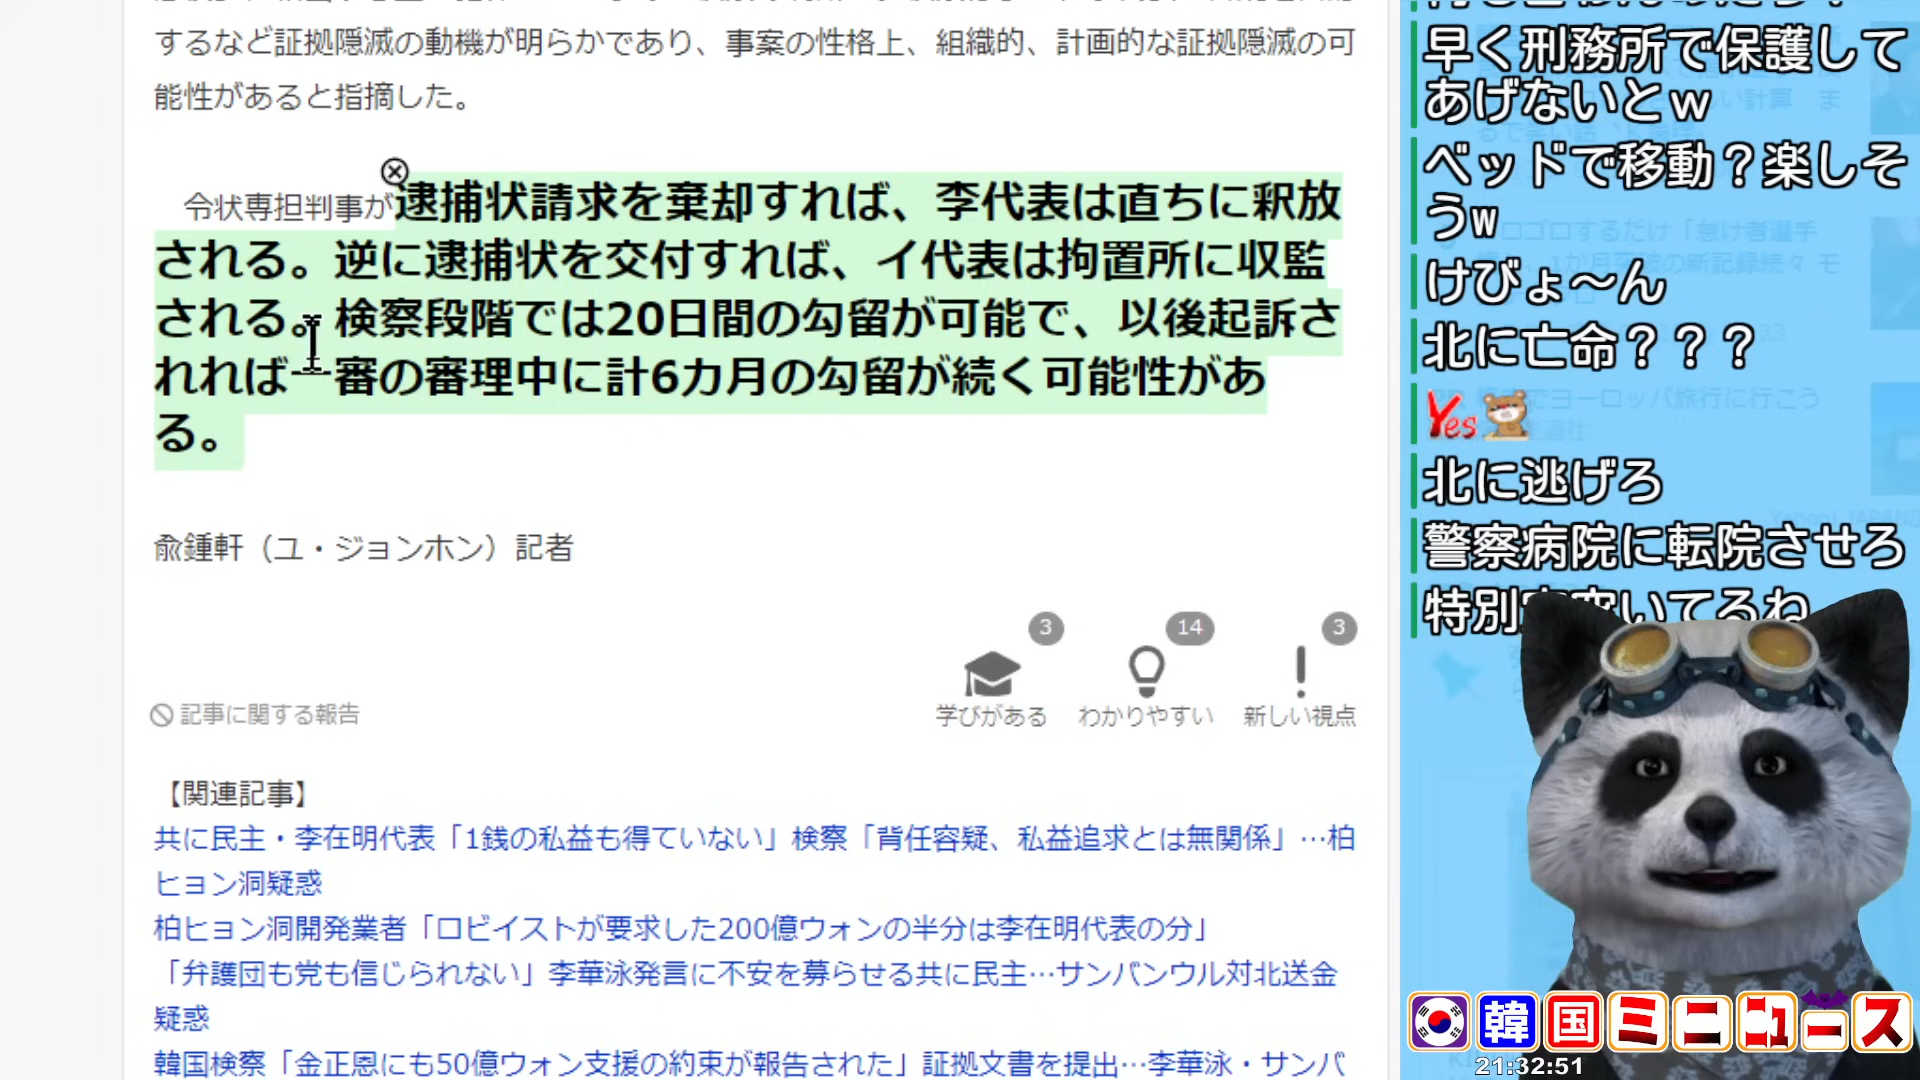 するなど証拠隠滅の動機が明らかであり、事案の性格上、組織的、計画的な証拠隠滅の可
能性があると指摘した。
令状専担判事が逮捕状請求を棄却すれば、李代表は直ちに釈放
される。逆に逮捕状を交付すれば、イ代表は拘置所に収監
される。検察段階では20日間の勾留が可能で、以後起訴さ
れれば一審の審理中に計6カ月の勾留が続く可能性があ
る。
兪鍾軒（ユ・ジョンホン）記者
3
14
3
学びがある
わかりやすい
新しい視点
記事に関する報告
【関連記事】
共に民主・李在明代表「1銭の私益も得ていない」検察「背任容疑、私益追求とは無関係」…柏
ヒョン洞疑惑
柏ヒョン洞開発業者「ロビイストが要求した200億ウォンの半分は李在明代表の分」
「弁護団も党も信じられない」李華泳発言に不安を募らせる共に民主…サンバンウル対北送金
疑惑
韓国検察「金正恩にも50億ウォン支援の約束が報告された」証拠文書を提出…李華泳・サンバ
早く刑務所で保護して
あげないとｗ
ベッドで移動？楽しそ
うw
けびょ～ん
北に亡命？？？
Yes
北に逃げろ
警察病院に転院させろ
特別室空いてるね
韓国ミニニュース
21:32:51